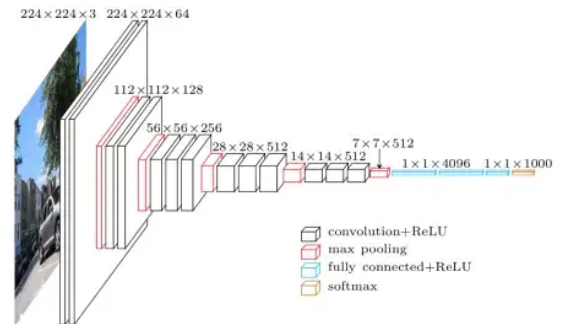 224×224×3 224×224×64
112×112×128
56×56×256
28×28×512
14×14×512
7×7×512
1×1×4096 1×1×1000
convolution+ReLU
max pooling
fully connected+ReLU
softmax